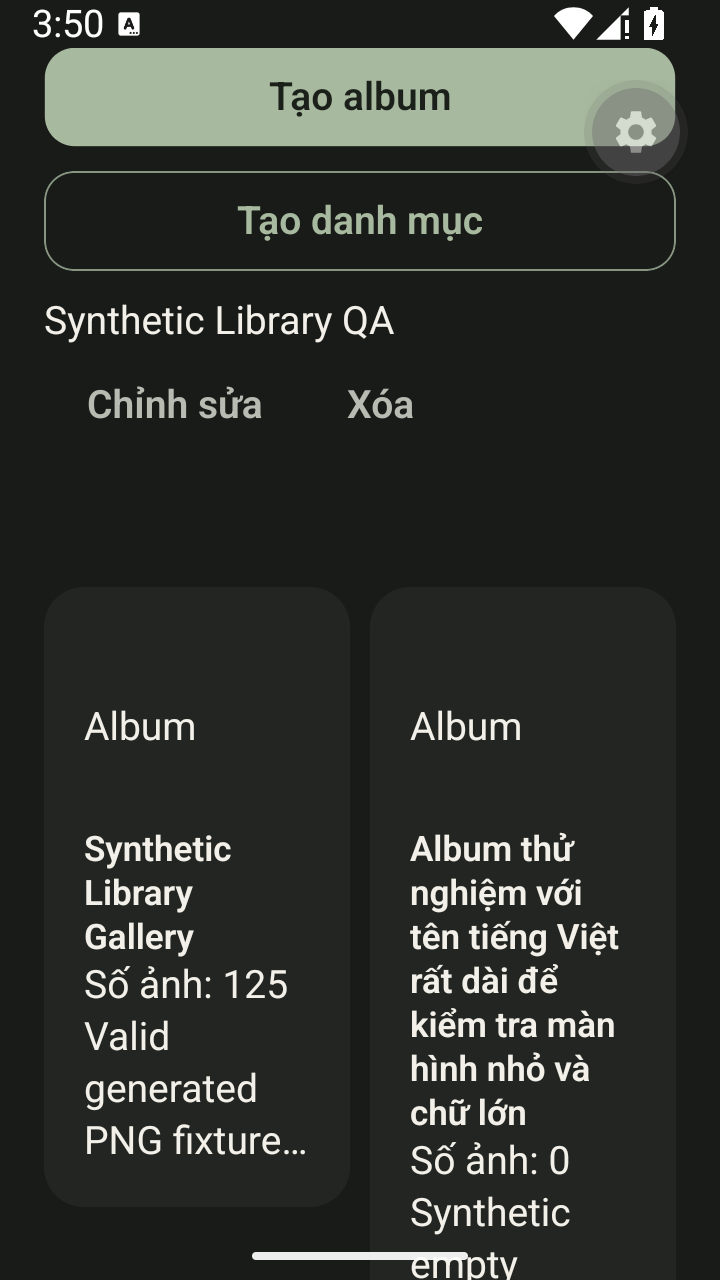 3:50
Tạo album
Tạo danh mục
Synthetic Library QA
Chỉnh sửa Xóa
Album
Synthetic
Library
Gallery
Số ảnh: 125
Valid
generated
PNG fixture...
Album
Album thử
nghiệm với
tên tiếng Việt
rất dài để
kiểm tra màn
hình nhỏ và
chữ lớn
Số ảnh: 0
Synthetic
empty